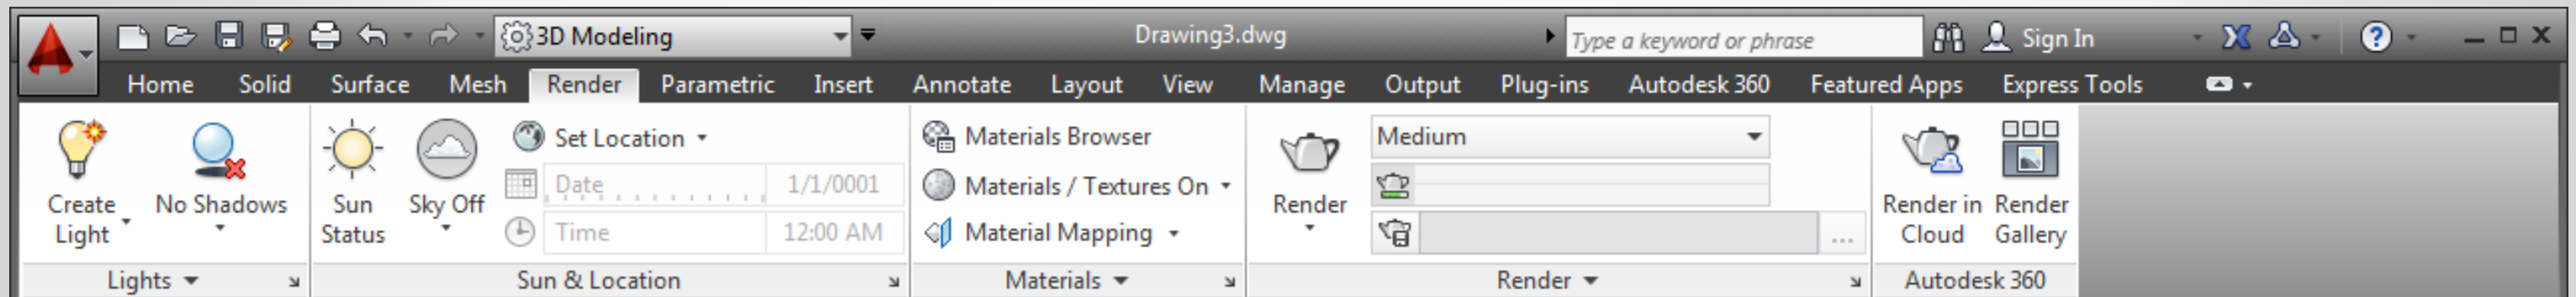 3D Modeling
Drawing3.dwg
Type a keyword or phrase
Sign In
Home Solid Surface Mesh Render Parametric Insert Annotate Layout View Manage Output Plug-ins Autodesk 360 Featured Apps Express Tools
Create
Light
No Shadows
Lights
Sun
Status
Sky Off
Set Location
Date 1/1/0001
Time 12:00 AM
Sun & Location
Materials Browser
Materials / Textures On
Material Mapping
Materials
Render
Medium
...
Render
Render in
Cloud
Render
Gallery
Autodesk 360